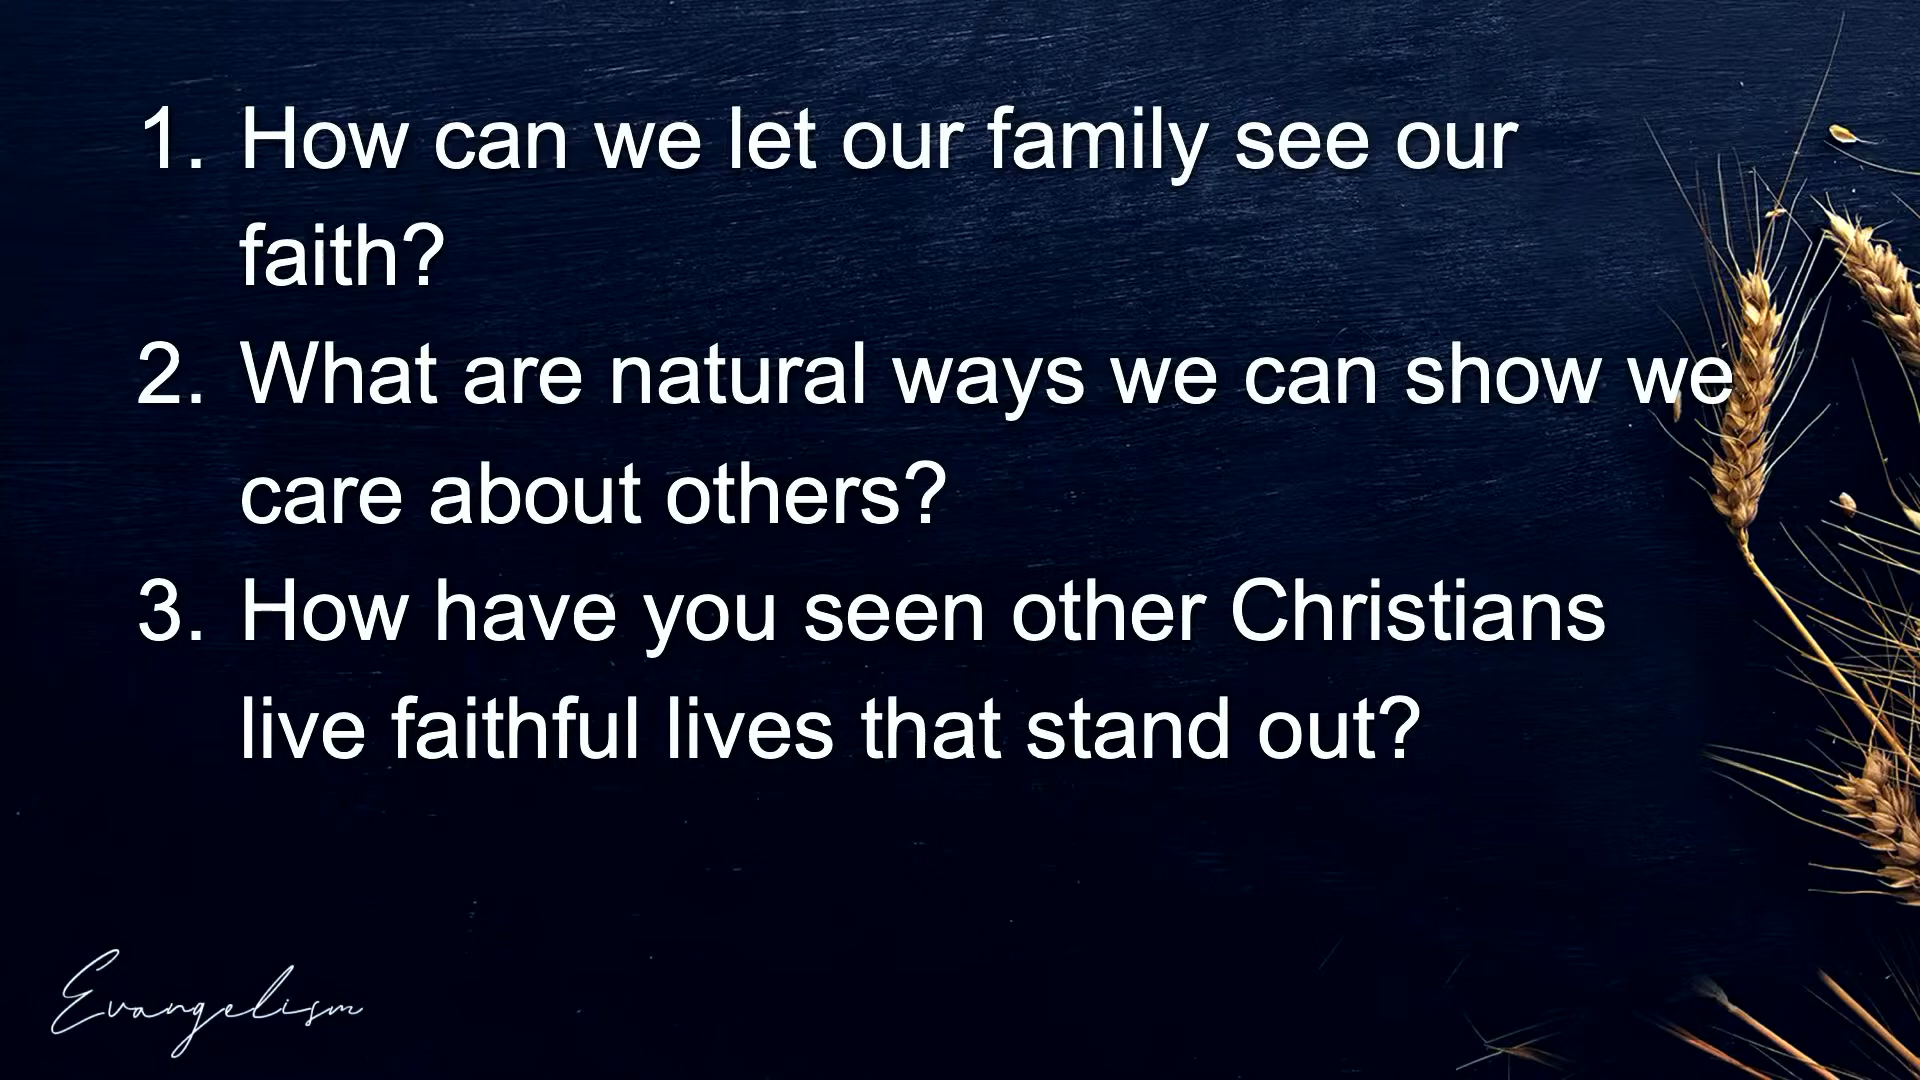 1. How can we let our family see our
faith?
2. What are natural ways we can show we
care about others?
3. How have you seen other Christians
live faithful lives that stand out?
Evangelism